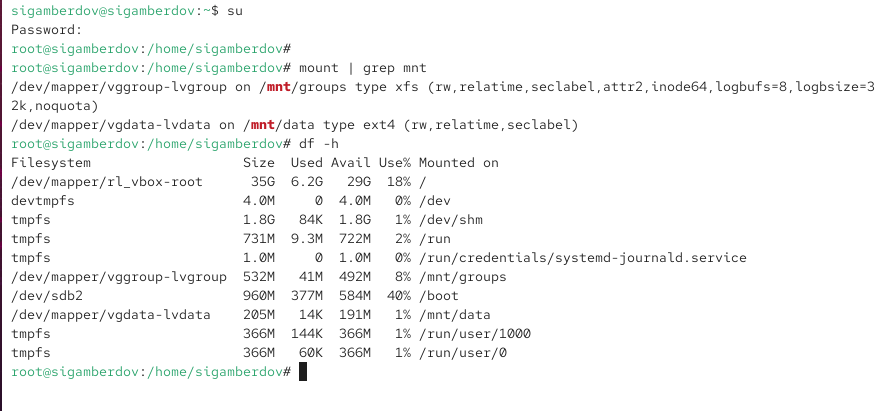 sigamberdov@sigamberdov:~$ su
Password:
root@sigamberdov:/home/sigamberdov#
root@sigamberdov:/home/sigamberdov# mount | grep mnt
/dev/mapper/vggroup-lvgroup on /mnt/groups type xfs (rw,relatime,seclabel,attr2,inode64,logbufs=8,logbsize=3
2k,noquota)
/dev/mapper/vgdata-lvdata on /mnt/data type ext4 (rw,relatime,seclabel)
root@sigamberdov:/home/sigamberdov# df -h
Filesystem                   Size  Used Avail Use% Mounted on
/dev/mapper/rl_vbox-root      35G  6.2G   29G  18% /
devtmpfs                     4.0M     0  4.0M   0% /dev
tmpfs                        1.8G   84K  1.8G   1% /dev/shm
tmpfs                        731M  9.3M  722M   2% /run
tmpfs                        1.0M     0  1.0M   0% /run/credentials/systemd-journald.service
/dev/mapper/vggroup-lvgroup  532M   41M  492M   8% /mnt/groups
/dev/sdb2                    960M  377M  584M  40% /boot
/dev/mapper/vgdata-lvdata    205M   14K  191M   1% /mnt/data
tmpfs                        366M  144K  366M   1% /run/user/1000
tmpfs                        366M   60K  366M   1% /run/user/0
root@sigamberdov:/home/sigamberdov#